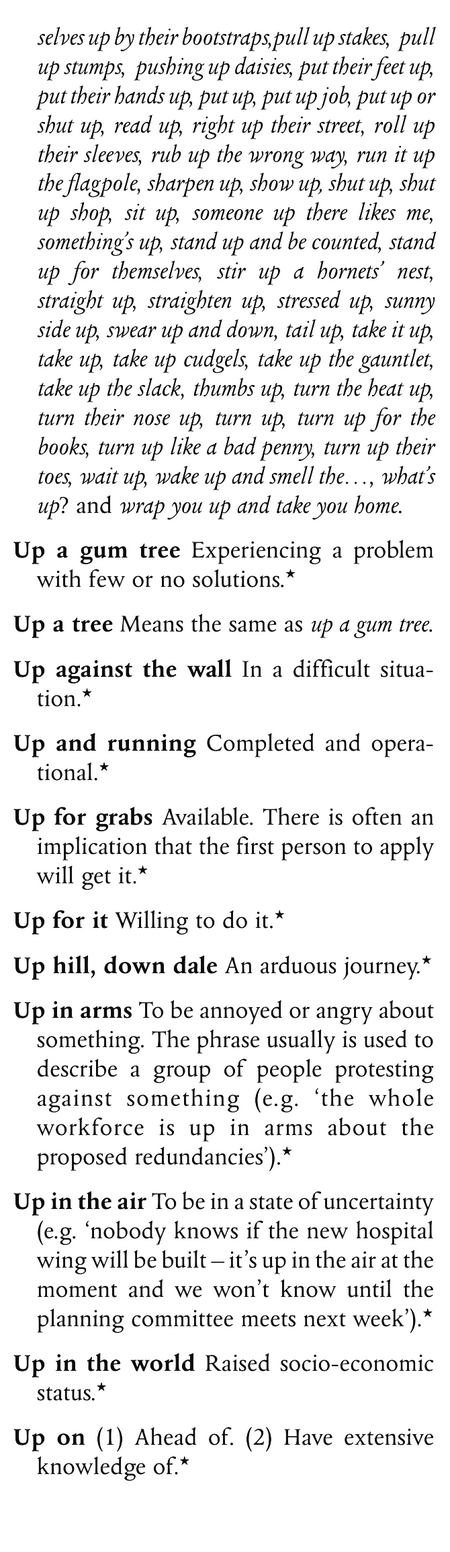 selves up by their bootstraps,pull up stakes, pull
up stumps, pushing up daisies, put their feet up,
put their hands up, put up, put up job, put up or
shut up, read up, right up their street, roll up
their sleeves, rub up the wrong way, run it up
the flagpole, sharpen up, show up, shut up, shut
up shop, sit up, someone up there likes me,
something's up, stand up and be counted, stand
up for themselves, stir up a hornets' nest,
straight up, straighten up, stressed up, sunny
side up, swear up and down, tail up, take it up,
take up, take up cudgels, take up the gauntlet,
take up the slack, thumbs up, turn the heat up,
turn their nose up, turn up, turn up for the
books, turn up like a bad penny, turn up their
toes, wait up, wake up and smell the…, what's
up? and wrap you up and take you home.
Up a gum tree Experiencing a problem
with few or no solutions.★
Up a tree Means the same as up a gum tree.
Up against the wall In a difficult situa-
tion.★
Up and running Completed and opera-
tional.★
Up for grabs Available. There is often an
implication that the first person to apply
will get it.★
Up for it Willing to do it.★
Up hill, down dale An arduous journey.★
Up in arms To be annoyed or angry about
something. The phrase usually is used to
describe a group of people protesting
against something (e.g. ‘the whole
workforce is up in arms about the
proposed redundancies’).★
Up in the air To be in a state of uncertainty
(e.g. ‘nobody knows if the new hospital
wing will be built – it’s up in the air at the
moment and we won’t know until the
planning committee meets next week’).★
Up in the world Raised socio-economic
status.★
Up on (1) Ahead of. (2) Have extensive
knowledge of.★